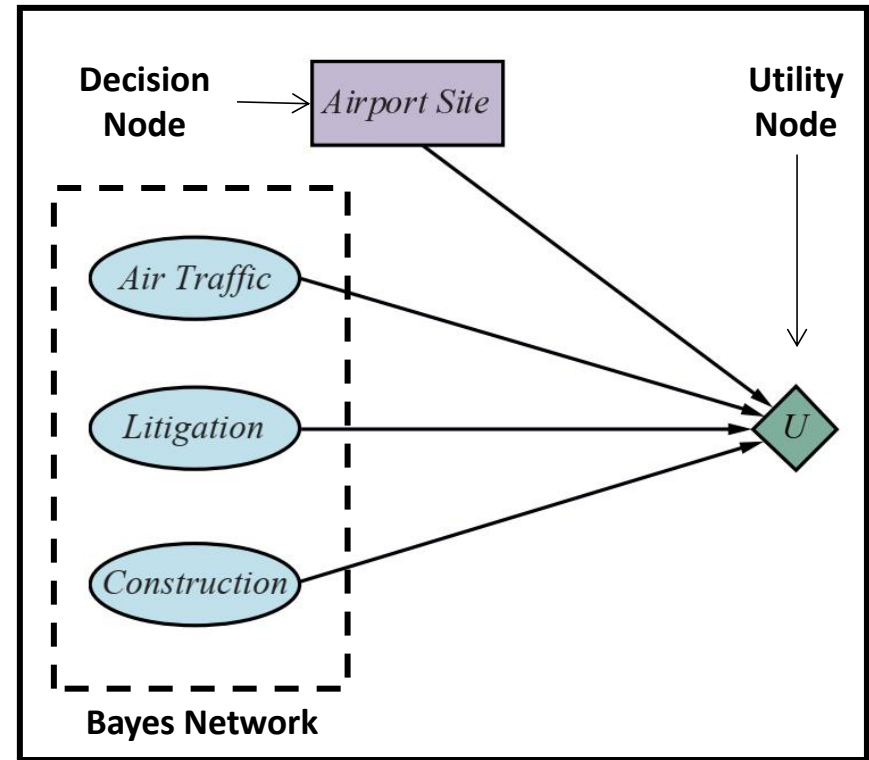 Decision
Node
Airport Site
Utility
Node
Air Traffic
Litigation
U
Construction
Bayes Network